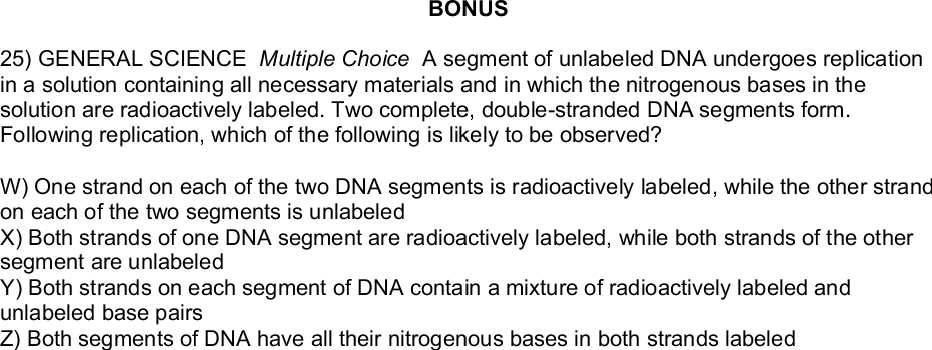 BONUS
25) GENERAL SCIENCE Multiple Choice A segment of unlabeled DNA undergoes replication
in a solution containing all necessary materials and in which the nitrogenous bases in the
solution are radioactively labeled. Two complete, double-stranded DNA segments form.
Following replication, which of the following is likely to be observed?
W) One strand on each of the two DNA segments is radioactively labeled, while the other strand
on each of the two segments is unlabeled
X) Both strands of one DNA segment are radioactively labeled, while both strands of the other
segment are unlabeled
Y) Both strands on each segment of DNA contain a mixture of radioactively labeled and
unlabeled base pairs
Z) Both segments of DNA have all their nitrogenous bases in both strands labeled